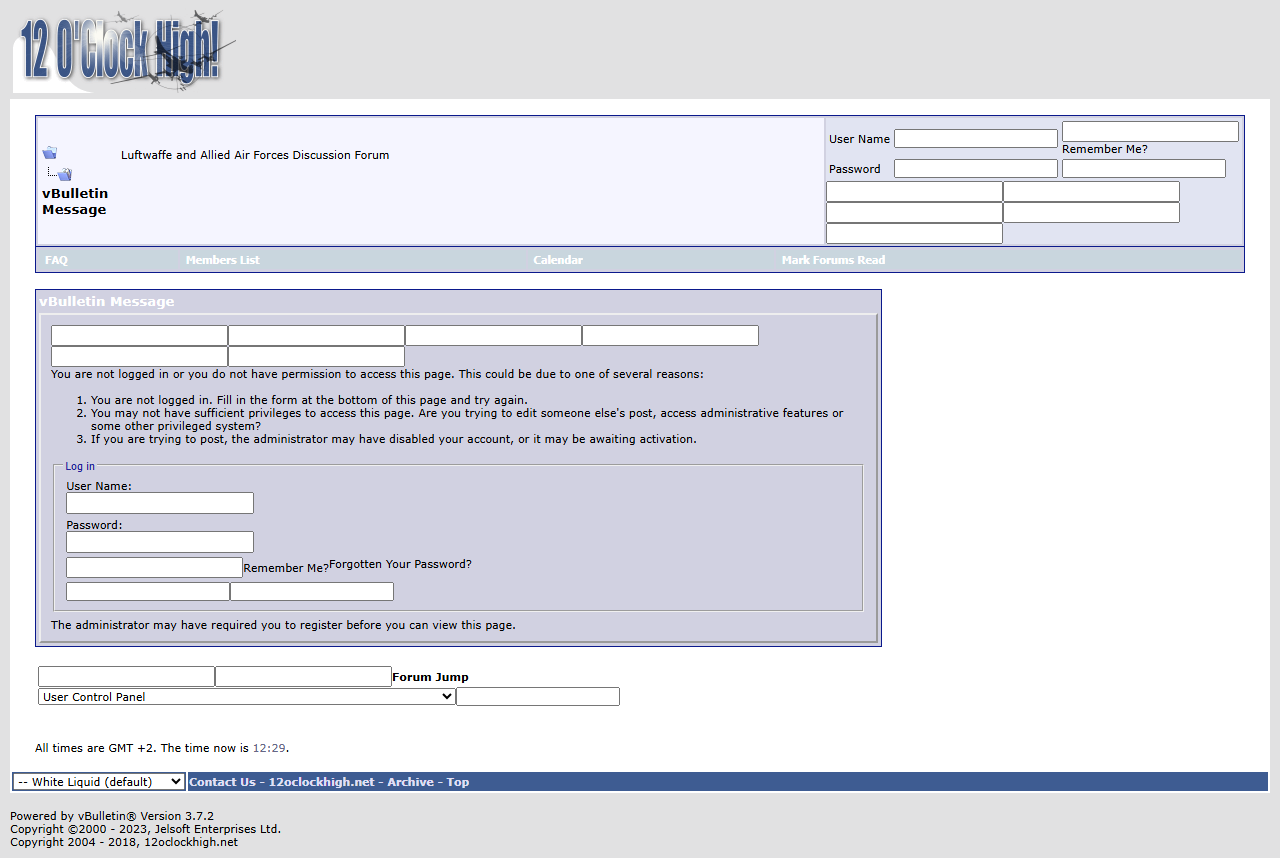 12 O'Clock High!
Luftwaffe and Allied Air Forces Discussion Forum
vBulletin
Message
User Name
Remember Me?
Password
FAQ Members List Calendar Mark Forums Read
vBulletin Message
You are not logged in or you do not have permission to access this page. This could be due to one of several reasons:
1. You are not logged in. Fill in the form at the bottom of this page and try again.
2. You may not have sufficient privileges to access this page. Are you trying to edit someone else's post, access administrative features or
some other privileged system?
3. If you are trying to post, the administrator may have disabled your account, or it may be awaiting activation.
Log in
User Name:
Password:
Remember Me?Forgotten Your Password?
The administrator may have required you to register before you can view this page.
Forum Jump
User Control Panel
All times are GMT +2. The time now is 12:29.
-- White Liquid (default) Contact Us - 12oclockhigh.net - Archive - Top
Powered by vBulletin® Version 3.7.2
Copyright ©2000 - 2023, Jelsoft Enterprises Ltd.
Copyright 2004 - 2018, 12oclockhigh.net